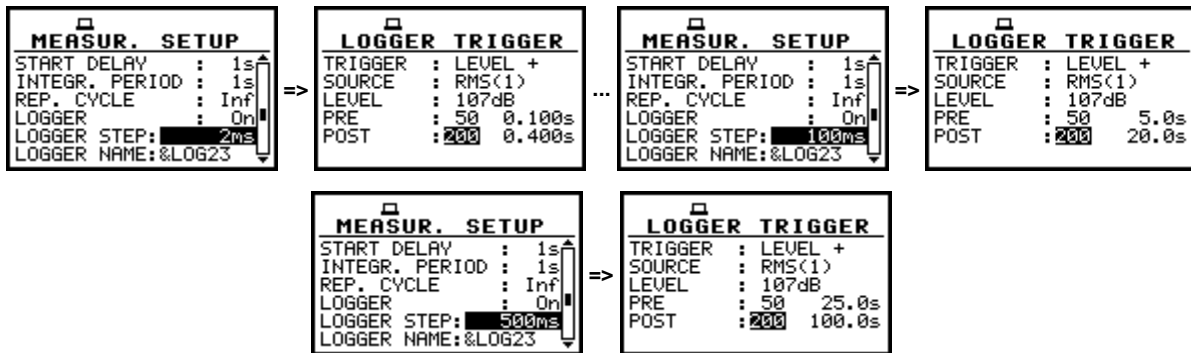 MEASUR. SETUP
START DELAY : 1s
INTEGR. PERIOD : 1s
REP. CYCLE : Inf
LOGGER : On
LOGGER STEP: 2ms
LOGGER NAME:&LOG23
=>
LOGGER TRIGGER
TRIGGER : LEVEL +
SOURCE : RMS(1)
LEVEL : 107dB
PRE : 50 0.100s
POST :200 0.400s
...
MEASUR. SETUP
START DELAY : 1s
INTEGR. PERIOD : 1s
REP. CYCLE : Inf
LOGGER : On
LOGGER STEP: 100ms
LOGGER NAME:&LOG23
=>
LOGGER TRIGGER
TRIGGER : LEVEL +
SOURCE : RMS(1)
LEVEL : 107dB
PRE : 50 5.0s
POST :200 20.0s
MEASUR. SETUP
START DELAY : 1s
INTEGR. PERIOD : 1s
REP. CYCLE : Inf
LOGGER : On
LOGGER STEP: 500ms
LOGGER NAME:&LOG23
=>
LOGGER TRIGGER
TRIGGER : LEVEL +
SOURCE : RMS(1)
LEVEL : 107dB
PRE : 50 25.0s
POST :200 100.0s